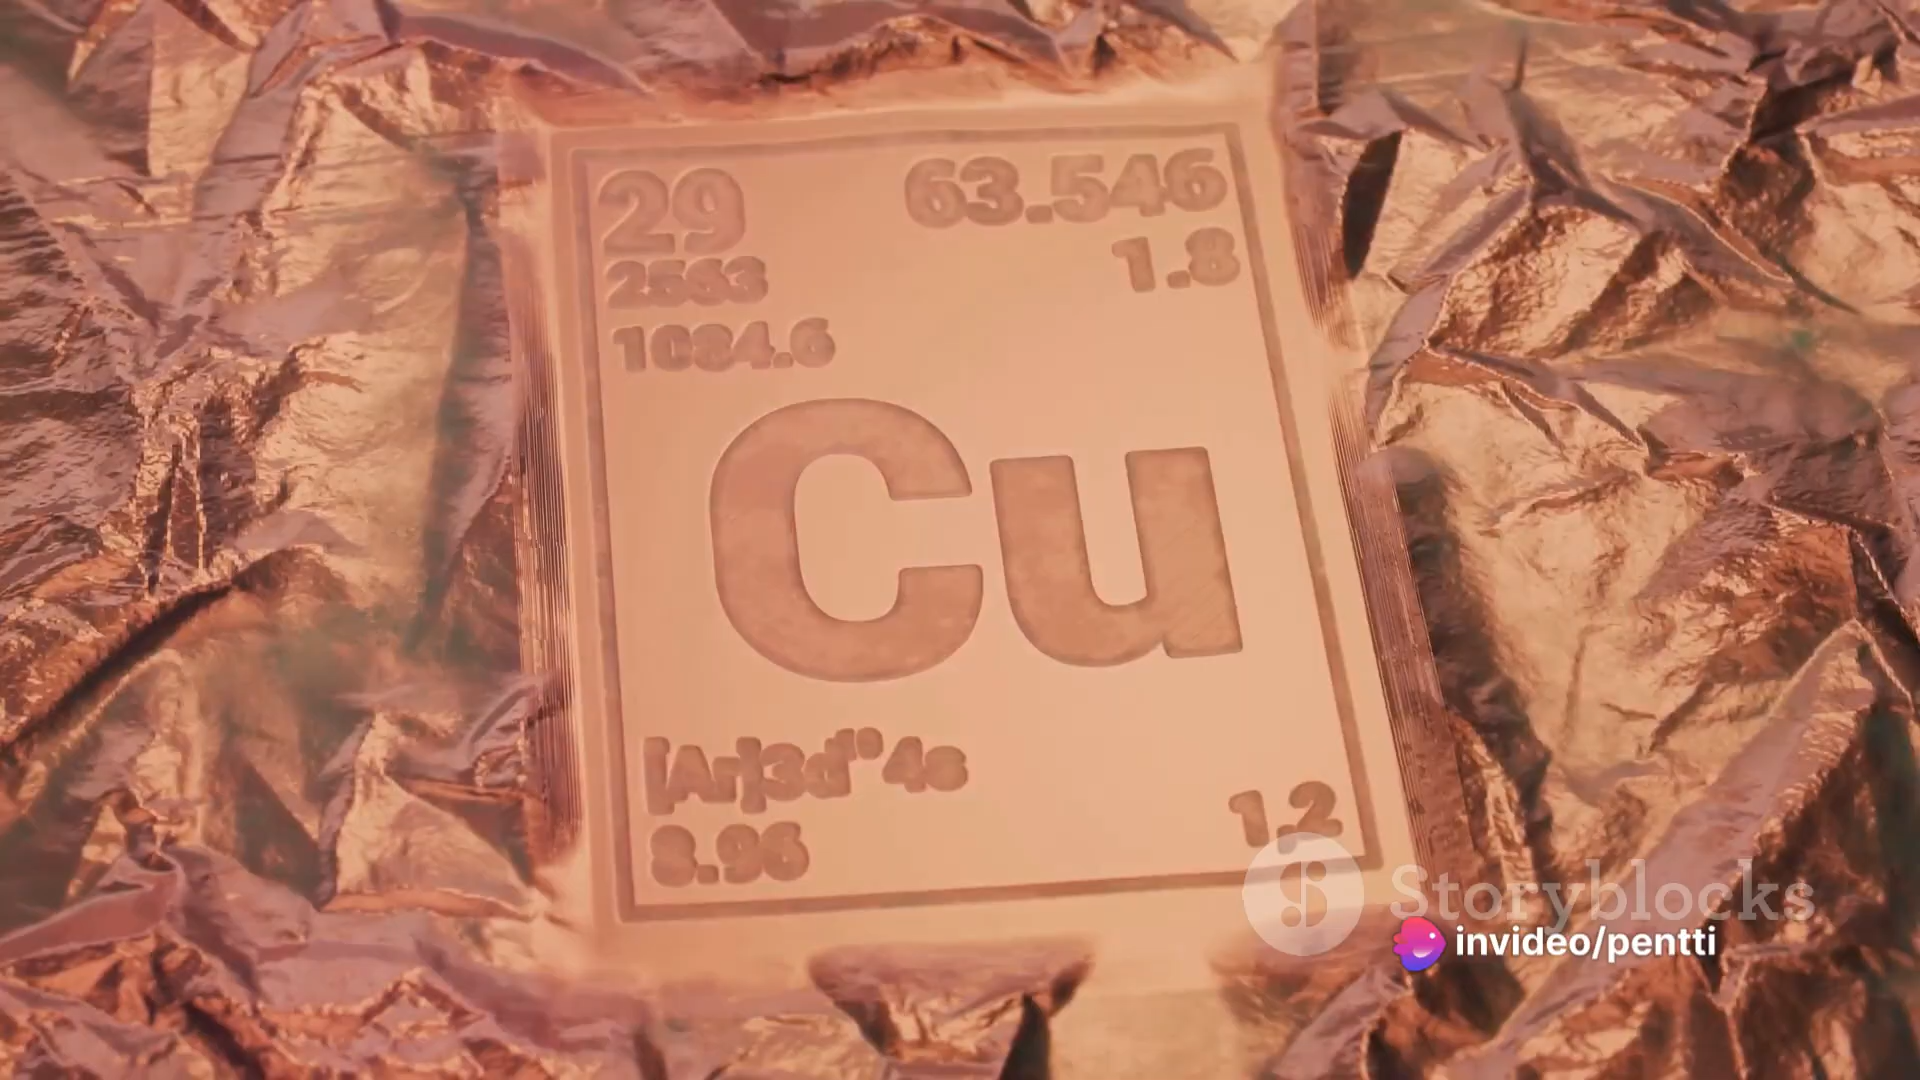 29 63.546
2563 1.8
1084.6
Cu
[Ar]3d¹⁰4s
8.96 1,2
Storyblocks
invideo/pentti